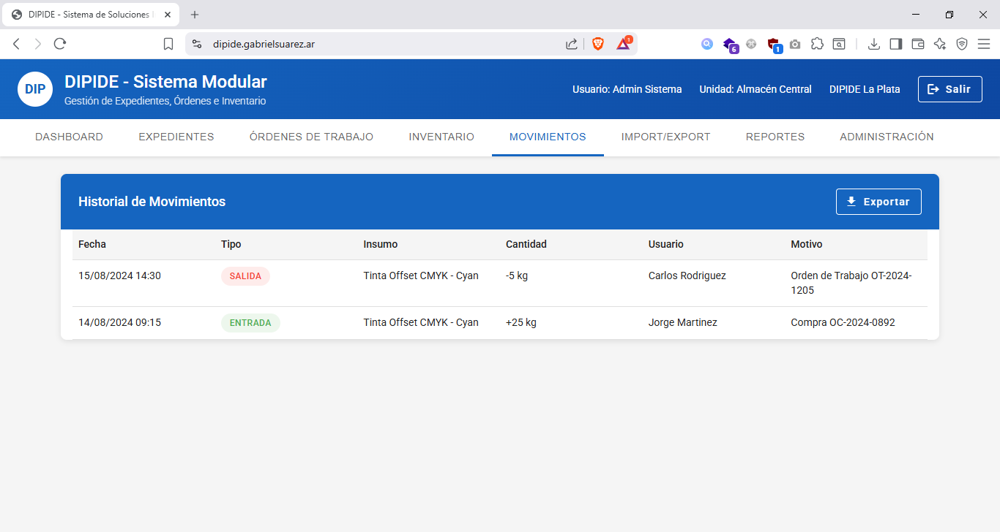 DIPIDE - Sistema de Soluciones
dipide.gabrielsuarez.ar
1
6
1
DIP
DIPIDE - Sistema Modular
Gestión de Expedientes, Órdenes e Inventario
Usuario: Admin Sistema
Unidad: Almacén Central
DIPIDE La Plata
Salir
DASHBOARD
EXPEDIENTES
ÓRDENES DE TRABAJO
INVENTARIO
MOVIMIENTOS
IMPORT/EXPORT
REPORTES
ADMINISTRACIÓN
Historial de Movimientos
Exportar
Fecha Tipo Insumo Cantidad Usuario Motivo
15/08/2024 14:30 SALIDA Tinta Offset CMYK - Cyan -5 kg Carlos Rodriguez Orden de Trabajo OT-2024-
1205
14/08/2024 09:15 ENTRADA Tinta Offset CMYK - Cyan +25 kg Jorge Martinez Compra OC-2024-0892